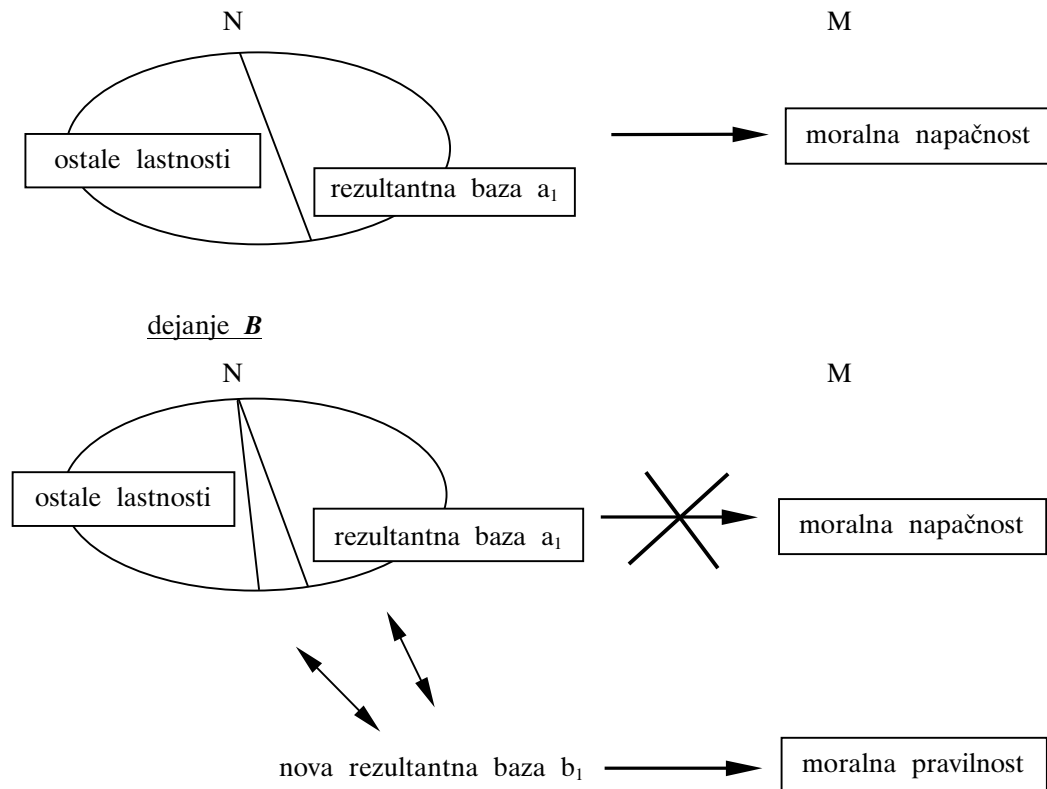 N M
ostale lastnosti
rezultantna baza a₁
moralna napačnost
dejanje B
N M
ostale lastnosti
rezultantna baza a₁
moralna napačnost
nova rezultantna baza b₁
moralna pravilnost